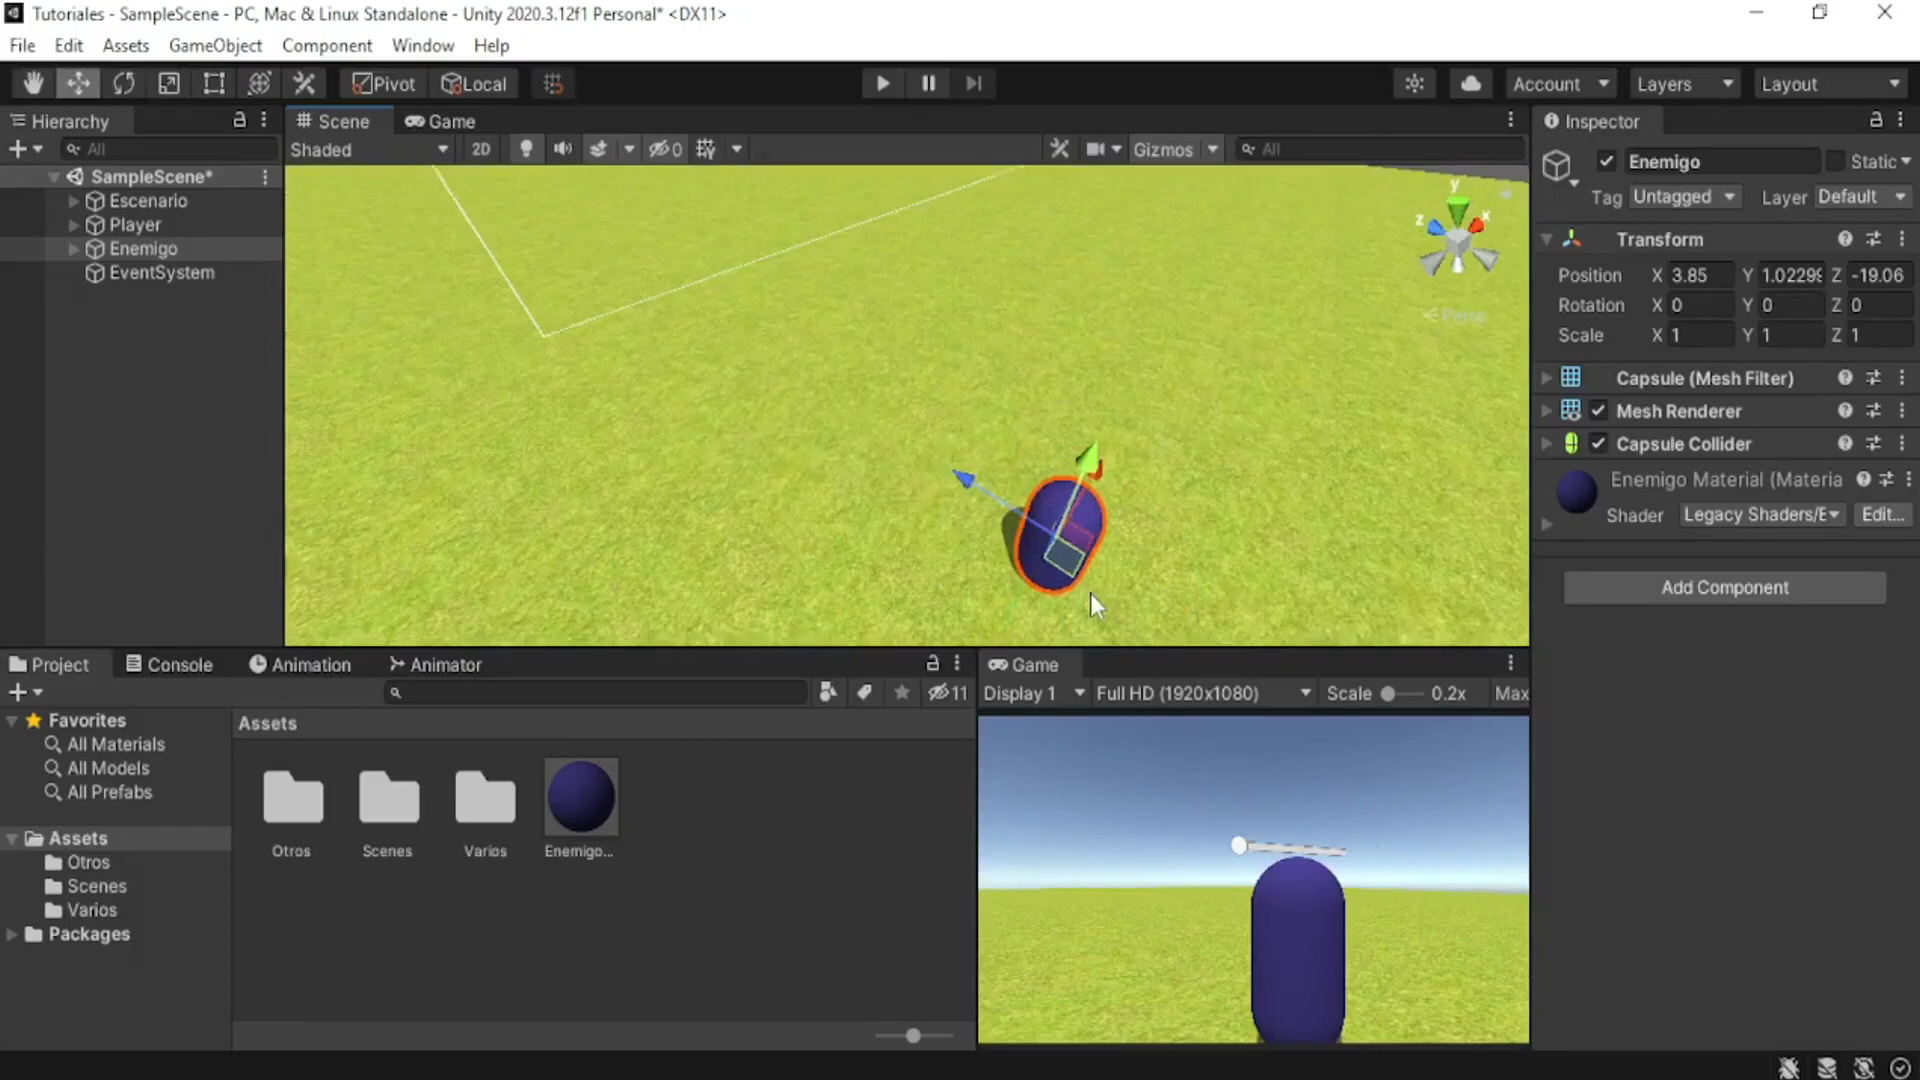 Tutoriales - SampleScene - PC, Mac & Linux Standalone - Unity 2020.3.12f1 Personal* <DX11>
File Edit Assets GameObject Component Window Help
Pivot Local Account Layers Layout
Hierarchy
All
SampleScene*
Escenario
Player
Enemigo
EventSystem
Scene Game
Shaded 2D 0 Gizmos All
y
z x
Persp
Inspector
Enemigo Static
Tag Untagged Layer Default
Transform
Position X 3.85 Y 1.02299 Z -19.06
Rotation X 0 Y 0 Z 0
Scale X 1 Y 1 Z 1
Capsule (Mesh Filter)
Mesh Renderer
Capsule Collider
Enemigo Material (Materia
Shader Legacy Shaders/B Edit...
Add Component
Project Console Animation Animator
11
Favorites
All Materials
All Models
All Prefabs
Assets
Otros
Scenes
Varios
Packages
Assets
Otros Scenes Varios Enemigo...
Game
Display 1 Full HD (1920x1080) Scale 0.2x Max